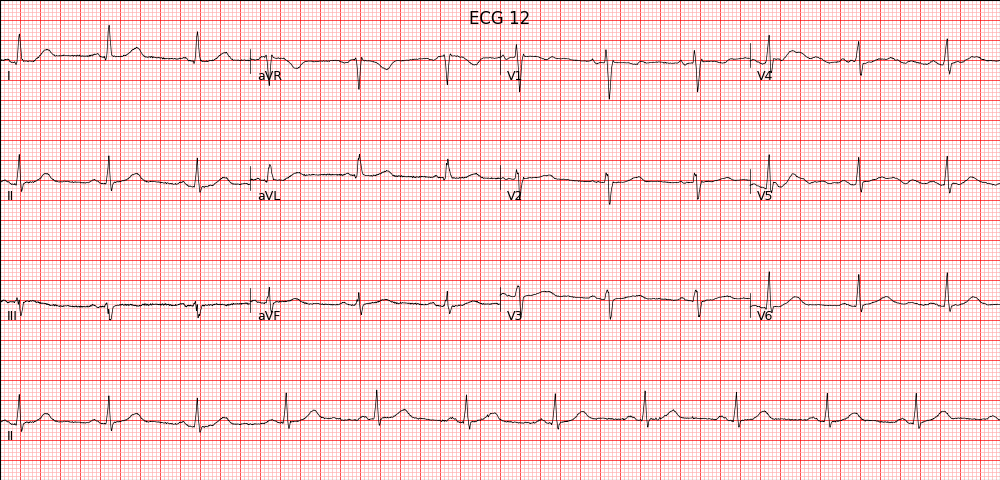 ECG 12
I aVR V1 V4
II aVL V2 V5
III aVF V3 V6
II